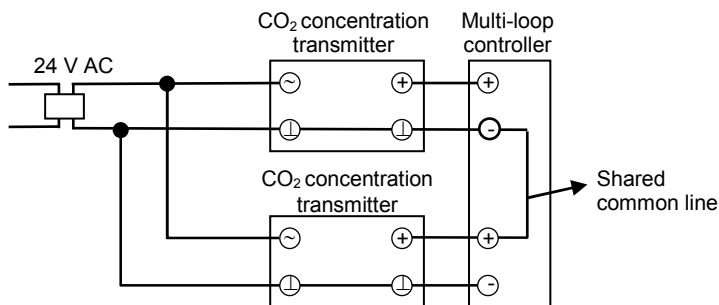 CO₂ concentration
transmitter
Multi-loop
controller
24 V AC
~
+
+
⊥
⊥
-
CO₂ concentration
transmitter
Shared
common line
~
+
+
⊥
⊥
-